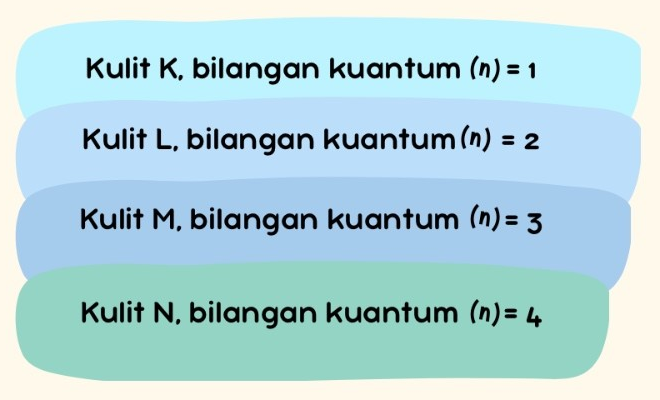 Kulit K, bilangan kuantum (n) = 1
Kulit L, bilangan kuantum (n) = 2
Kulit M, bilangan kuantum (n) = 3
Kulit N, bilangan kuantum (n) = 4